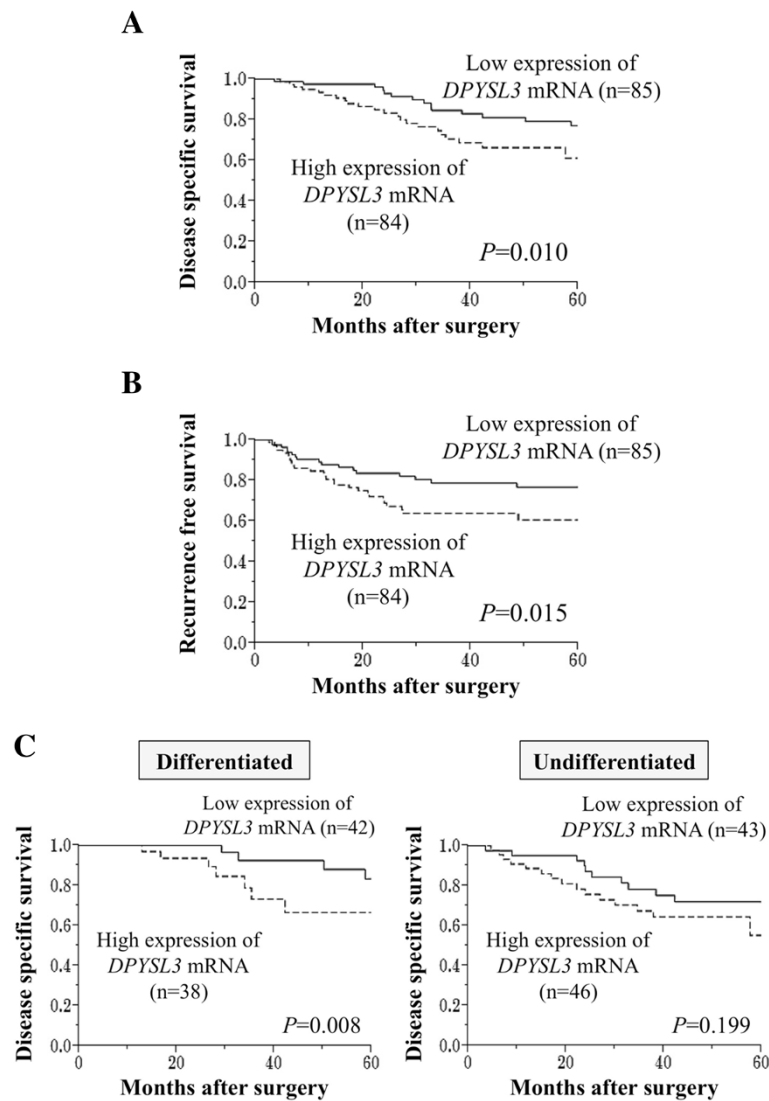 A
Low expression of
DPYSL3 mRNA (n=85)
Disease specific survival
1.0
0.8
0.6
0.4
0.2
0.0
High expression of
DPYSL3 mRNA
(n=84)
P=0.010
0 20 40 60
Months after surgery
B
Low expression of
DPYSL3 mRNA (n=85)
Recurrence free survival
1.0
0.8
0.6
0.4
0.2
0.0
High expression of
DPYSL3 mRNA
(n=84)
P=0.015
0 20 40 60
Months after surgery
C
Differentiated
Low expression of
DPYSL3 mRNA (n=42)
Disease specific survival
1.0
0.8
0.6
0.4
0.2
0.0
High expression of
DPYSL3 mRNA
(n=38)
P=0.008
0 20 40 60
Months after surgery
Undifferentiated
Low expression of
DPYSL3 mRNA (n=43)
Disease specific survival
1.0
0.8
0.6
0.4
0.2
0.0
High expression of
DPYSL3 mRNA
(n=46)
P=0.199
0 20 40 60
Months after surgery